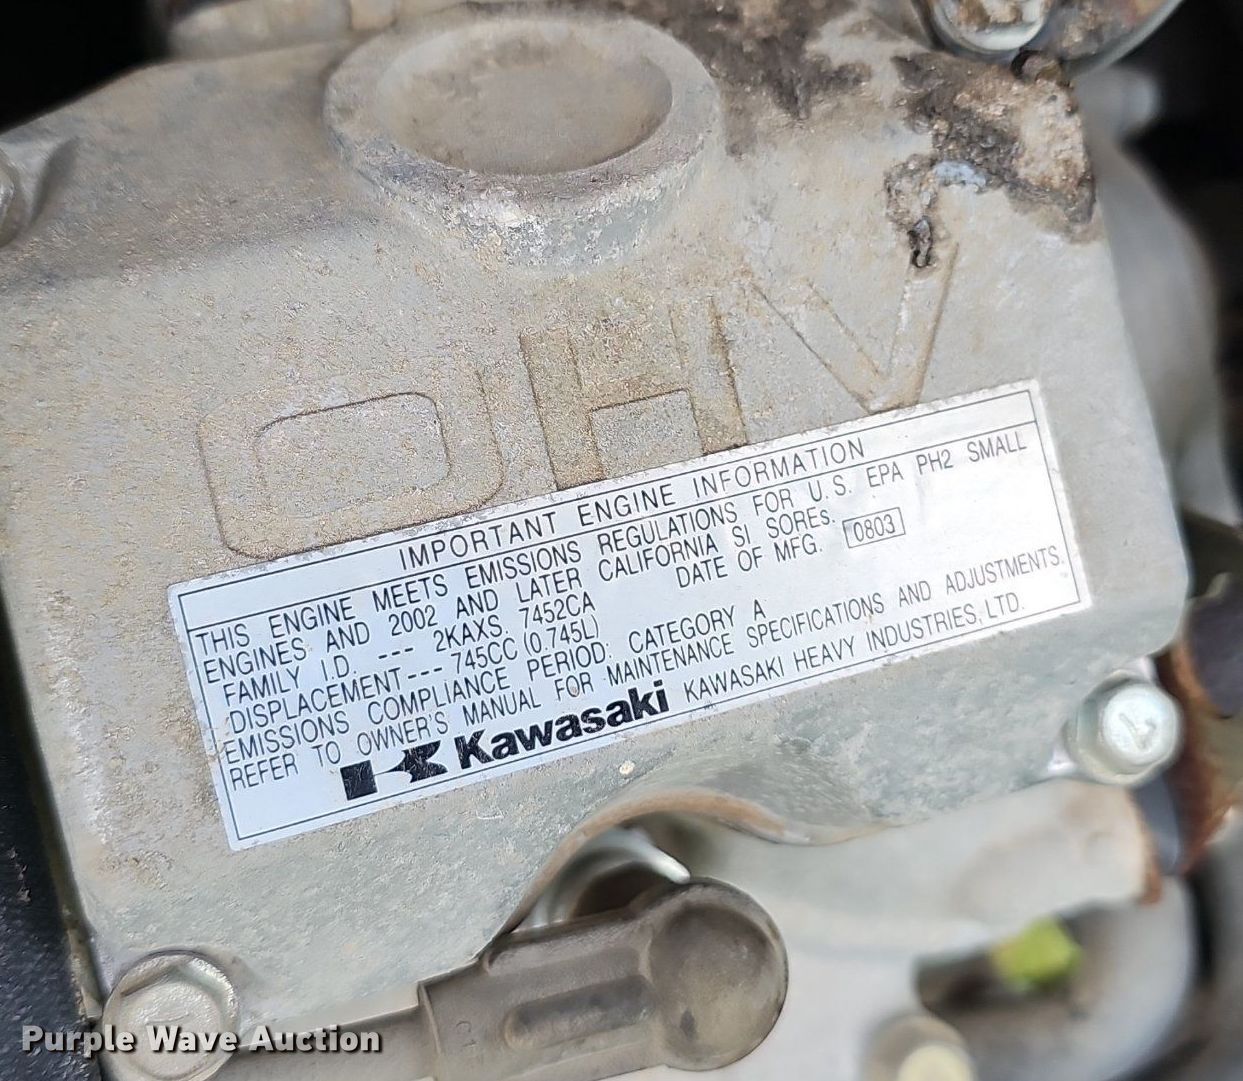 OHV
IMPORTANT ENGINE INFORMATION
THIS ENGINE MEETS EMISSIONS REGULATIONS FOR U.S. EPA PH2 SMALL
ENGINES AND 2002 AND LATER CALIFORNIA SI SORES.
FAMILY I.D. --- 2KAXS. 7452CA DATE OF MFG. 0803
DISPLACEMENT--- 745CC (0.745L)
EMISSIONS COMPLIANCE PERIOD: CATEGORY A
REFER TO OWNER'S MANUAL FOR MAINTENANCE SPECIFICATIONS AND ADJUSTMENTS.
Kawasaki KAWASAKI HEAVY INDUSTRIES, LTD.
Purple Wave Auction